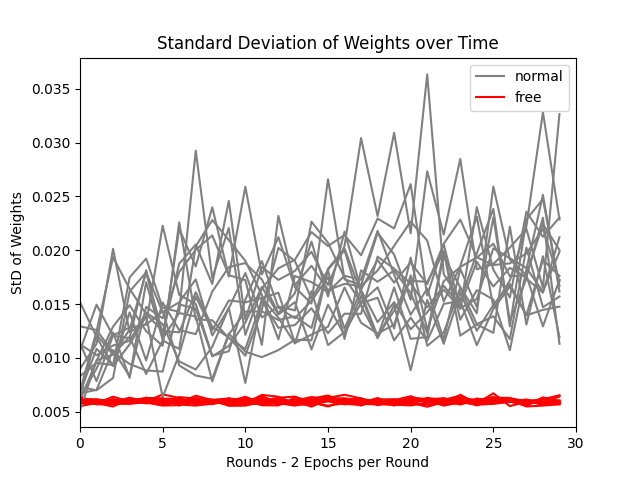 Standard Deviation of Weights over Time
StD of Weights
0.035
0.030
0.025
0.020
0.015
0.010
0.005
normal
free
0 5 10 15 20 25 30
Rounds - 2 Epochs per Round